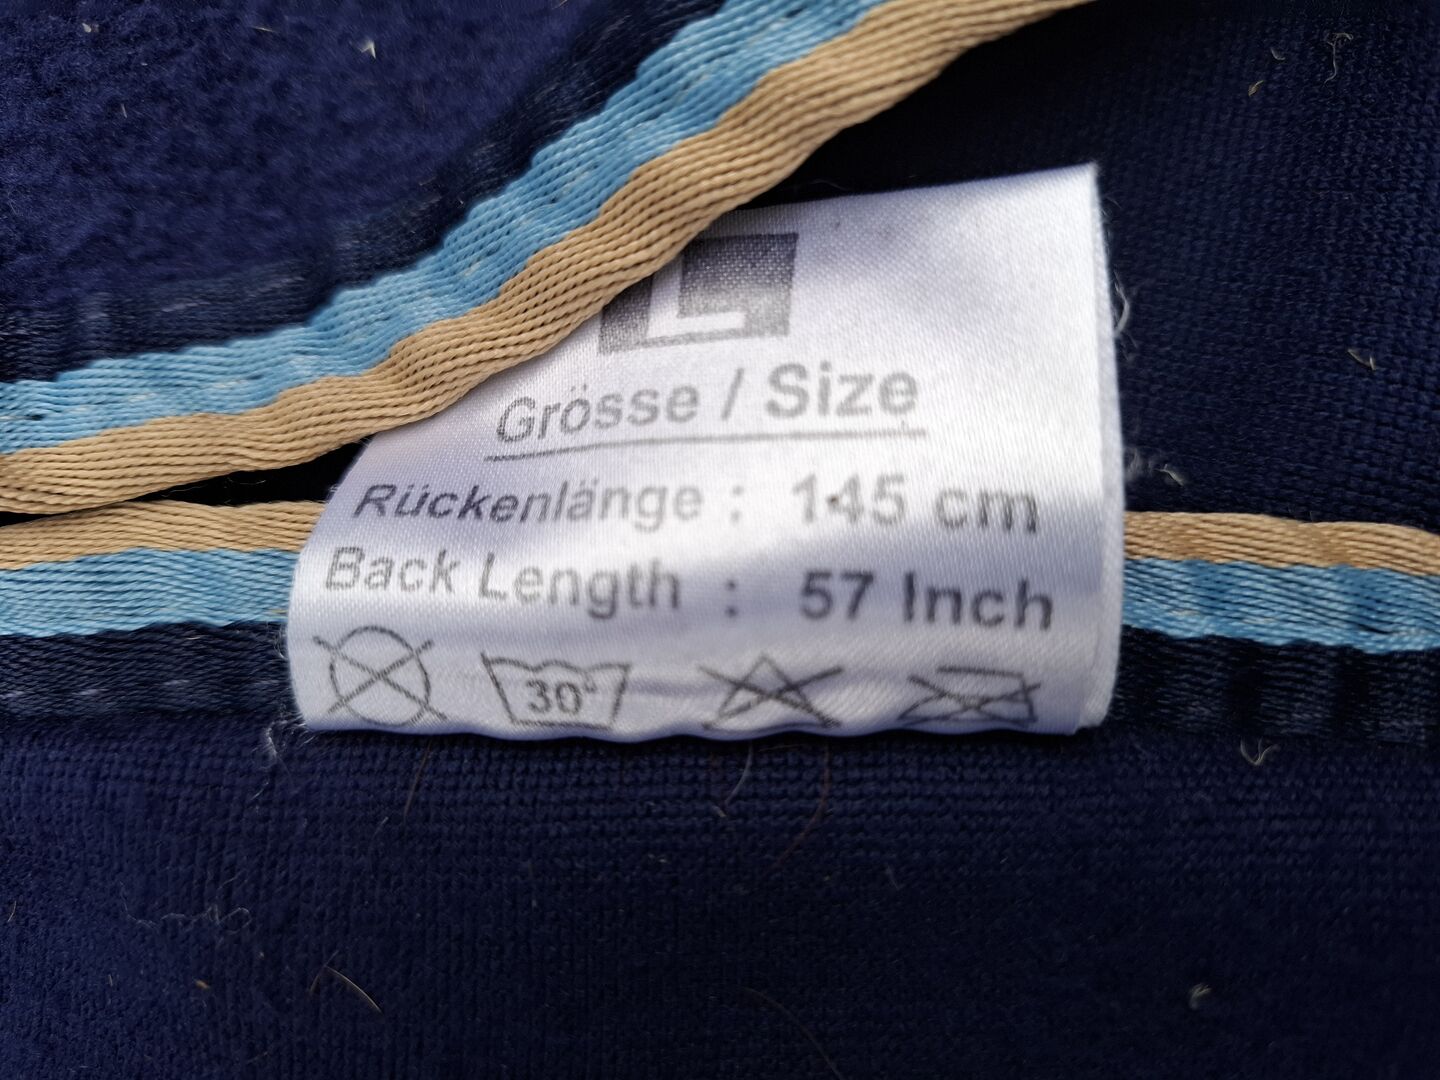 L
Grösse / Size
Rückenlänge : 145 cm
Back Length : 57 Inch
30°